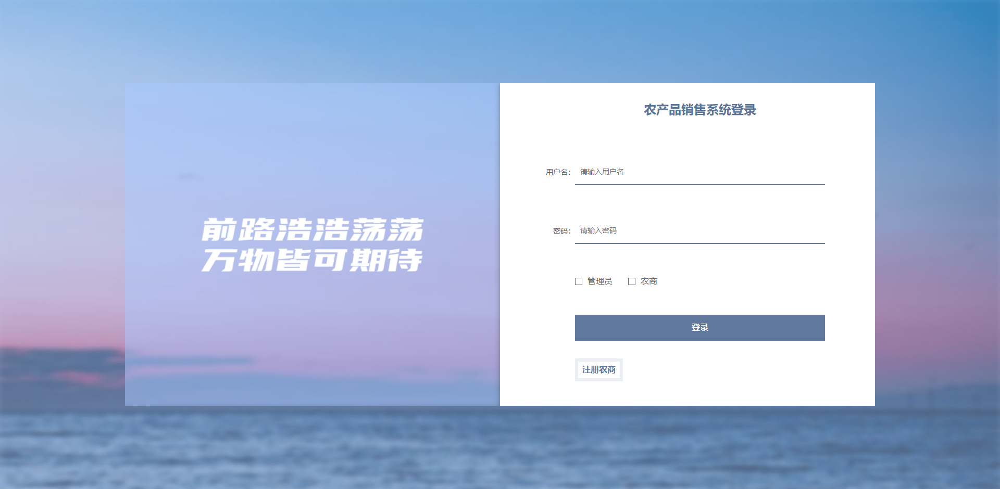 前路浩浩荡荡
万物皆可期待
农产品销售系统登录
用户名： 请输入用户名
密码： 请输入密码
管理员 农商
登录
注册农商